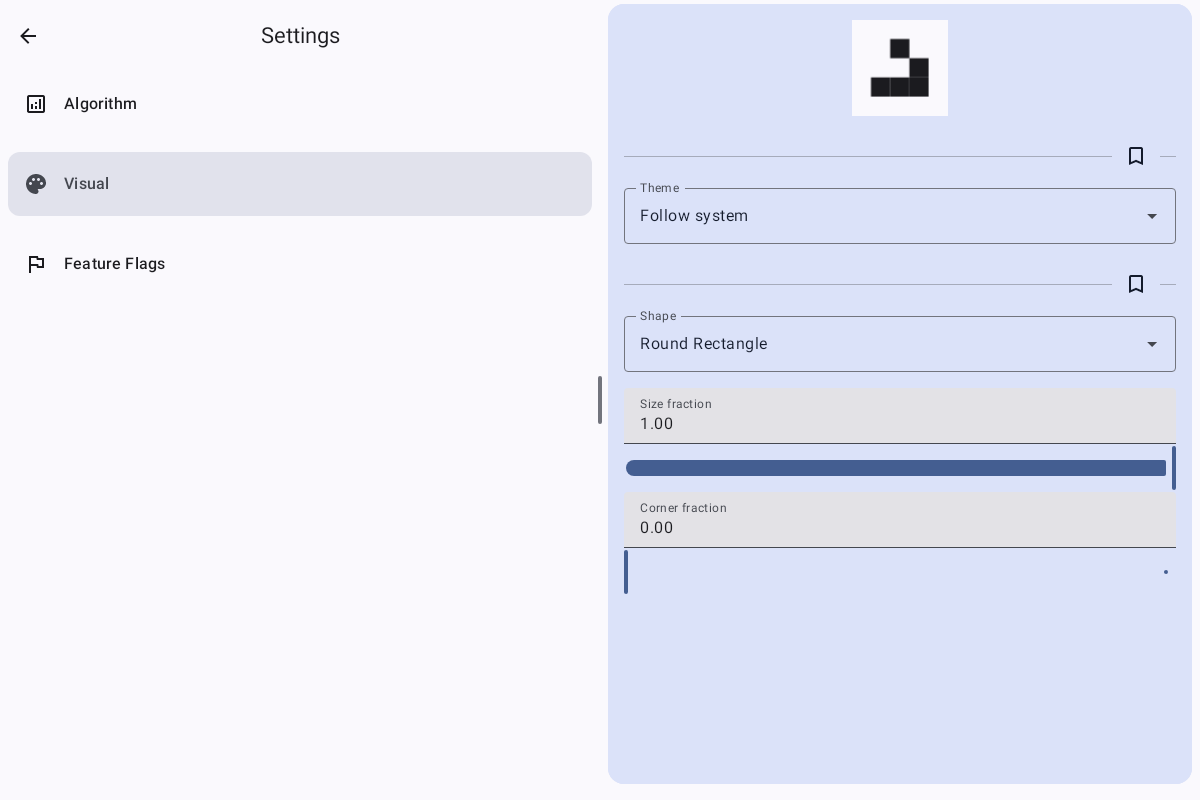 Settings
Algorithm
Visual
Feature Flags
Theme
Follow system
Shape
Round Rectangle
Size fraction
1.00
Corner fraction
0.00